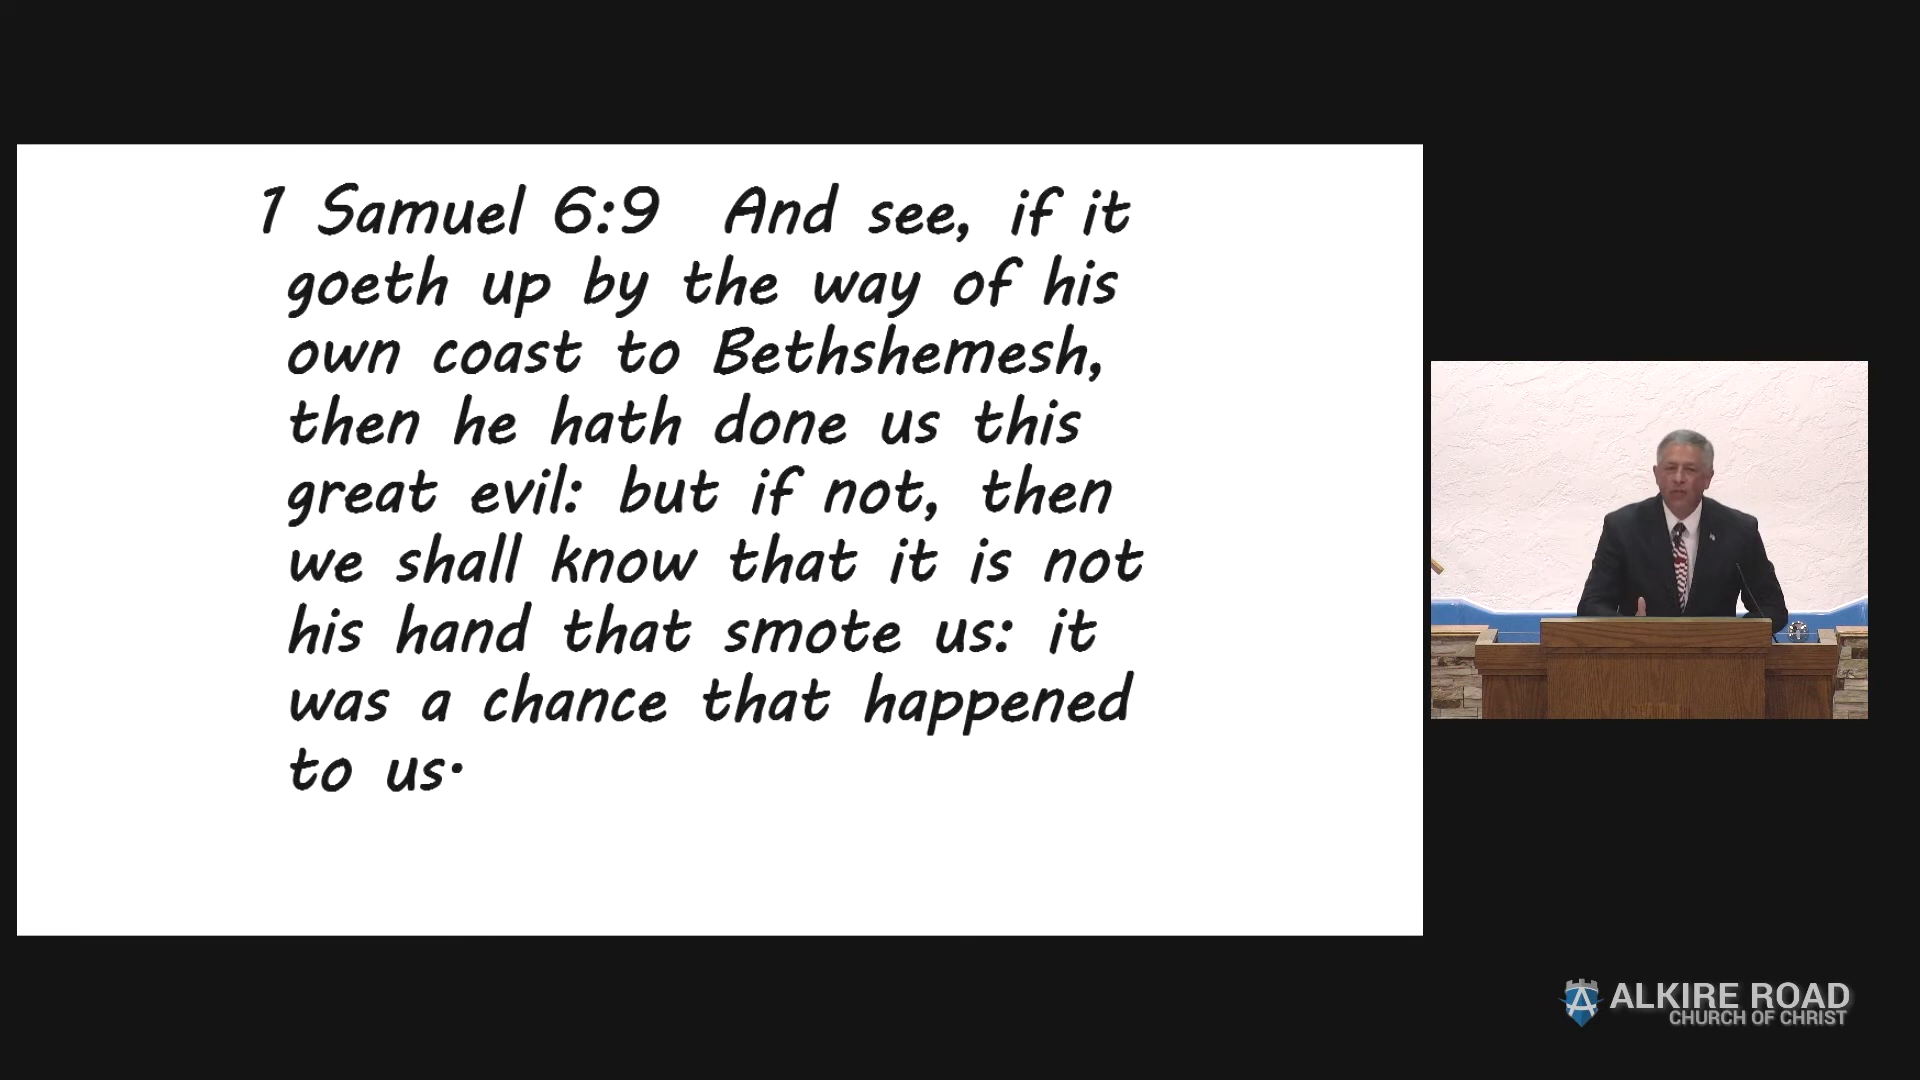 1 Samuel 6:9 And see, if it
goeth up by the way of his
own coast to Bethshemesh,
then he hath done us this
great evil: but if not, then
we shall know that it is not
his hand that smote us: it
was a chance that happened
to us.
ALKIRE ROAD
CHURCH OF CHRIST